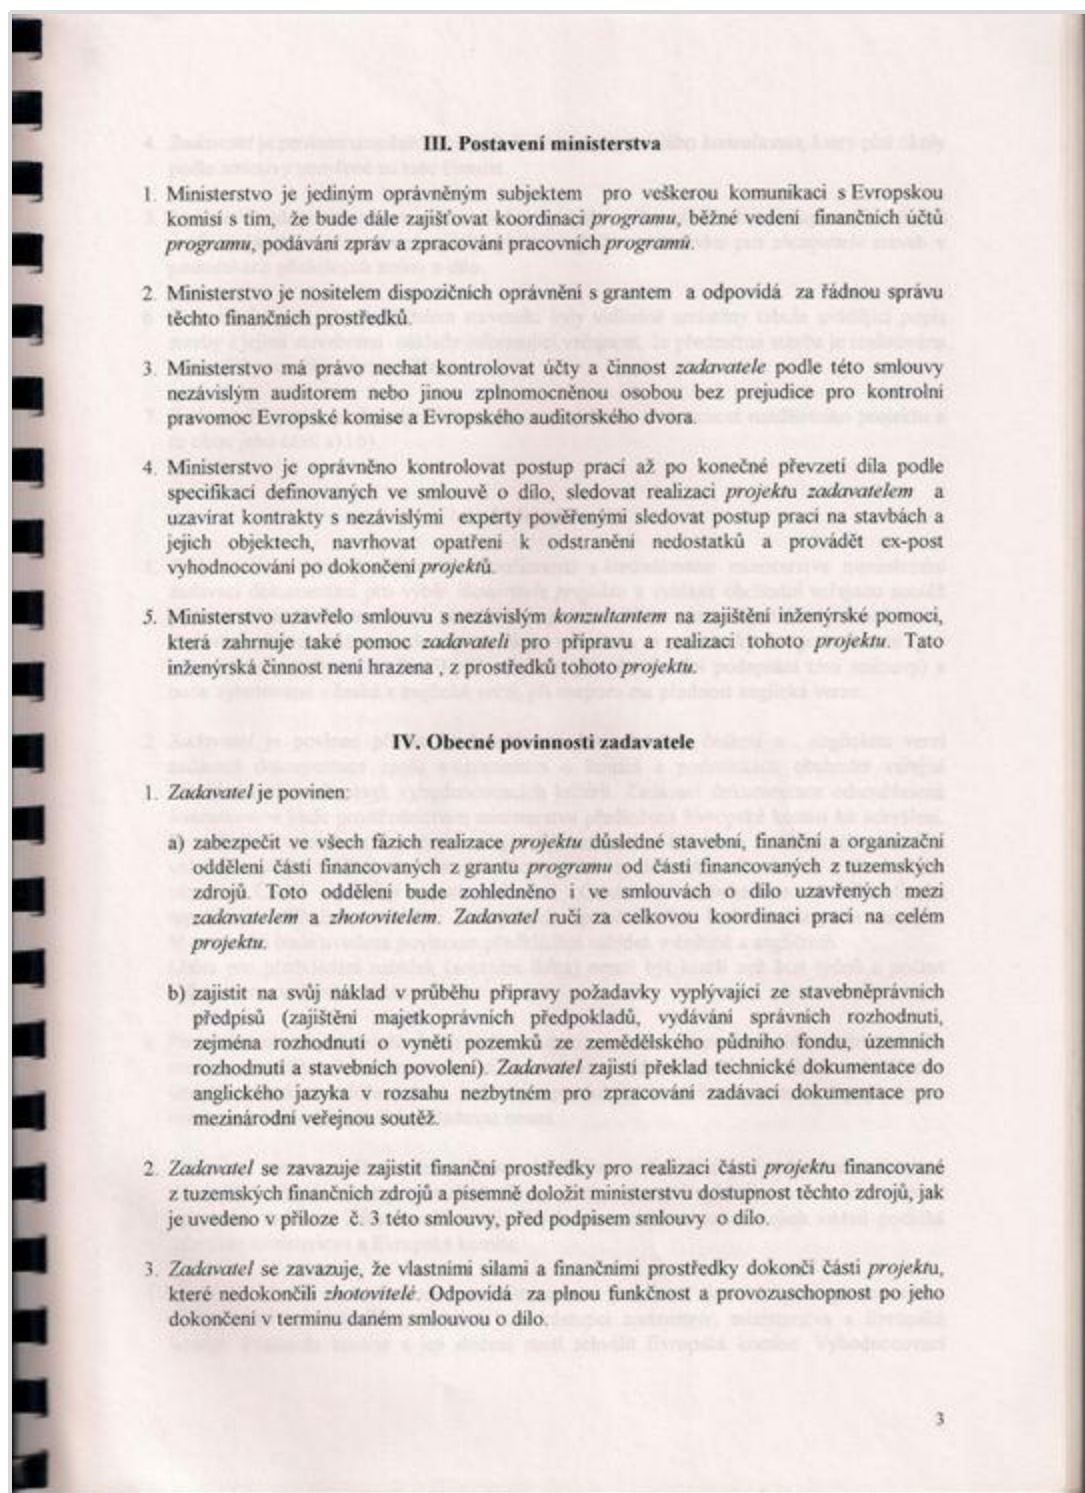 III. Postavení ministerstva
1. Ministerstvo je jediným oprávněným subjektem pro veškerou komunikaci s Evropskou
komisí s tím, že bude dále zajišťovat koordinaci programu, běžné vedení finančních účtů
programu, podávání zpráv a zpracování pracovních programů.
2. Ministerstvo je nositelem dispozičních oprávnění s grantem a odpovídá za řádnou správu
těchto finančních prostředků.
3. Ministerstvo má právo nechat kontrolovat účty a činnost zadavatele podle této smlouvy
nezávislým auditorem nebo jinou zplnomocněnou osobou bez prejudice pro kontrolní
pravomoc Evropské komise a Evropského auditorského dvora.
4. Ministerstvo je oprávněno kontrolovat postup prací až po konečné převzetí díla podle
specifikací definovaných ve smlouvě o dílo, sledovat realizaci projektu zadavatelem a
uzavírat kontrakty s nezávislými experty pověřenými sledovat postup prací na stavbách a
jejich objektech, navrhovat opatření k odstranění nedostatků a provádět ex-post
vyhodnocování po dokončení projektů.
5. Ministerstvo uzavřelo smlouvu s nezávislým konzultantem na zajištění inženýrské pomoci,
která zahrnuje také pomoc zadavateli pro přípravu a realizaci tohoto projektu. Tato
inženýrská činnost není hrazena , z prostředků tohoto projektu.
IV. Obecné povinnosti zadavatele
1. Zadavatel je povinen:
a) zabezpečit ve všech fázích realizace projektu důsledné stavební, finanční a organizační
oddělení částí financovaných z grantu programu od částí financovaných z tuzemských
zdrojů. Toto oddělení bude zohledněno i ve smlouvách o dílo uzavřených mezi
zadavatelem a zhotovitelem. Zadavatel ručí za celkovou koordinaci prací na celém
projektu.
b) zajistit na svůj náklad v průběhu přípravy požadavky vyplývající ze stavebněprávních
předpisů (zajištění majetkoprávních předpokladů, vydávání správních rozhodnutí,
zejména rozhodnutí o vynětí pozemků ze zemědělského půdního fondu, územních
rozhodnutí a stavebních povolení). Zadavatel zajistí překlad technické dokumentace do
anglického jazyka v rozsahu nezbytném pro zpracování zadávací dokumentace pro
mezinárodní veřejnou soutěž.
2. Zadavatel se zavazuje zajistit finanční prostředky pro realizaci části projektu financované
z tuzemských finančních zdrojů a písemně doložit ministerstvu dostupnost těchto zdrojů, jak
je uvedeno v příloze č. 3 této smlouvy, před podpisem smlouvy o dílo.
3. Zadavatel se zavazuje, že vlastními silami a finančními prostředky dokončí části projektu,
které nedokončili zhotovitelé. Odpovídá za plnou funkčnost a provozuschopnost po jeho
dokončení v termínu daném smlouvou o dílo.
3